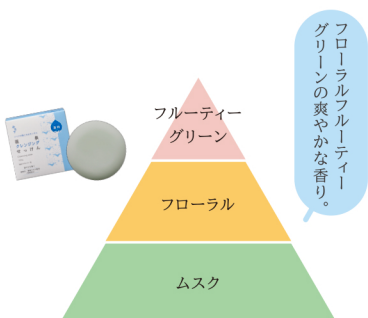 フローラルフルーティー
グリーンの爽やかな香り。
フルーティー
グリーン
フローラル
ムスク